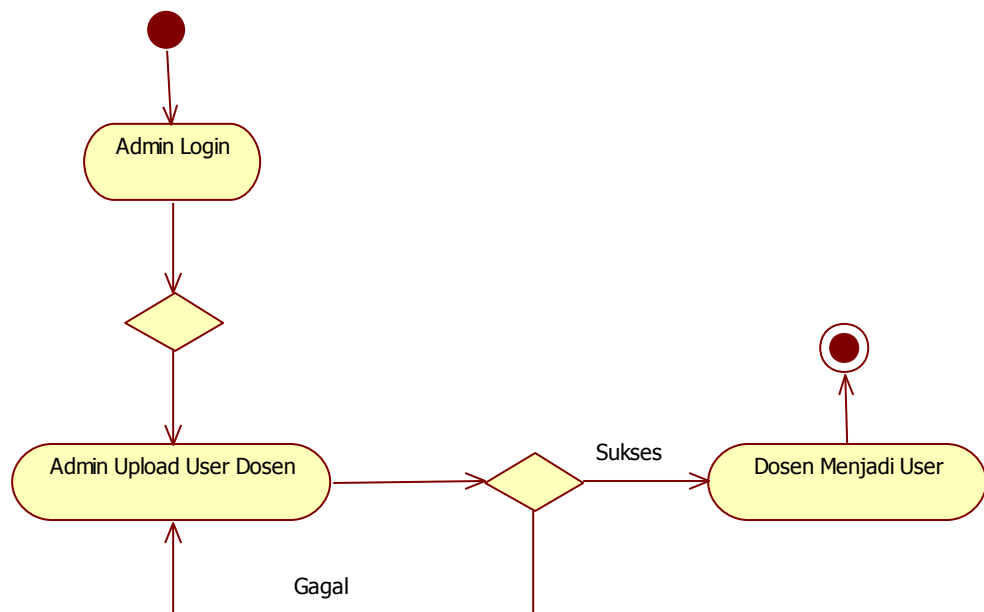 Admin Login
Admin Upload User Dosen
Sukses
Dosen Menjadi User
Gagal